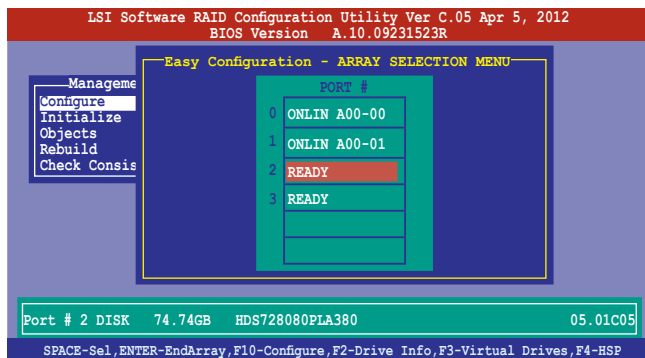 LSI Software RAID Configuration Utility Ver C.05 Apr 5, 2012
BIOS Version A.10.09231523R
Easy Configuration - ARRAY SELECTION MENU
Manageme
Configure
Initialize
Objects
Rebuild
Check Consis
PORT #
0 ONLIN A00-00
1 ONLIN A00-01
2 READY
3 READY
Port # 2 DISK 74.74GB HDS728080PLA380 05.01C05
SPACE-Sel,ENTER-EndArray,F10-Configure,F2-Drive Info,F3-Virtual Drives,F4-HSP